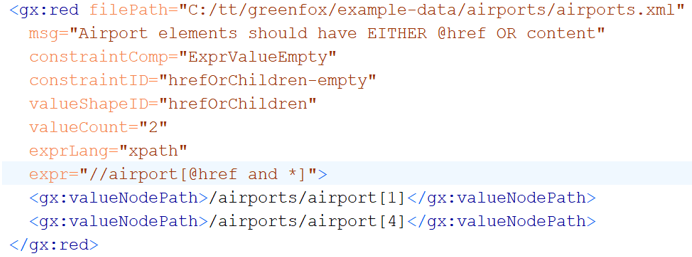 <gx:red filePath="C:/tt/greenfox/example-data/airports/airports.xml"
msg="Airport elements should have EITHER @href OR content"
constraintComp="ExprValueEmpty"
constraintID="hrefOrChildren-empty"
valueShapeID="hrefOrChildren"
valueCount="2"
exprLang="xpath"
expr="//airport[@href and *]">
<gx:valueNodePath>/airports/airport[1]</gx:valueNodePath>
<gx:valueNodePath>/airports/airport[4]</gx:valueNodePath>
</gx:red>